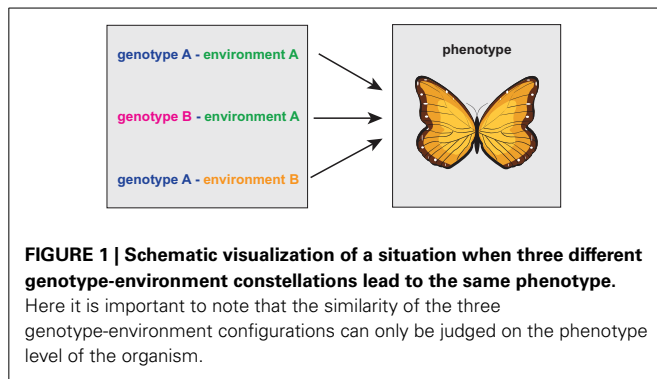 genotype A - environment A
genotype B - environment A
genotype A - environment B
phenotype
FIGURE 1 | Schematic visualization of a situation when three different
genotype-environment constellations lead to the same phenotype.
Here it is important to note that the similarity of the three
genotype-environment configurations can only be judged on the phenotype
level of the organism.